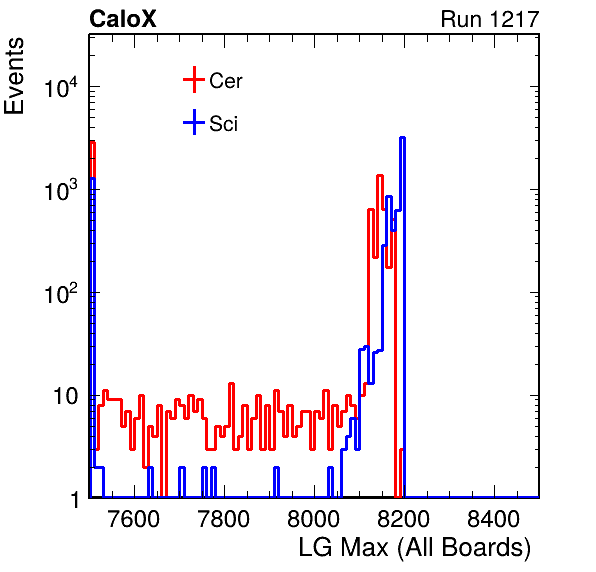 CaloX Run 1217
Events
Cer
Sci
10⁴
10³
10²
10
1
7600 7800 8000 8200 8400
LG Max (All Boards)